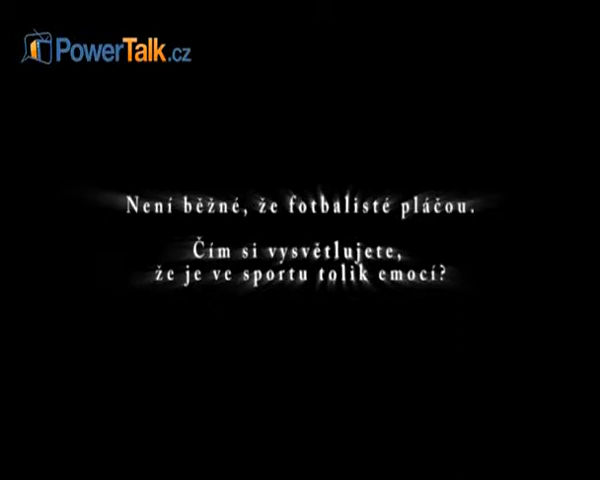 PowerTalk.cz
Není běžné, že fotbalisté pláčou.
Čím si vysvětlujete,
že je ve sportu tolik emocí?